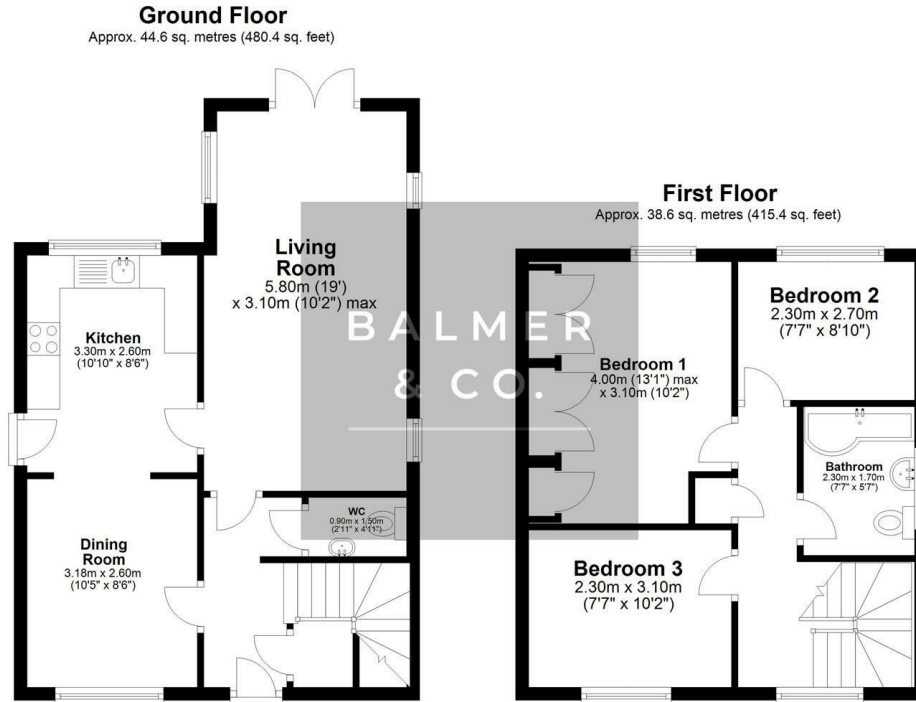 Ground Floor
Approx. 44.6 sq. metres (480.4 sq. feet)
Living
Room
5.80m (19')
x 3.10m (10'2") max
Kitchen
3.30m x 2.60m
(10'10" x 8'6")
WC
0.90m x 1.50m
(2'11" x 4'11")
Dining
Room
3.18m x 2.60m
(10'5" x 8'6")
First Floor
Approx. 38.6 sq. metres (415.4 sq. feet)
Bedroom 2
2.30m x 2.70m
(7'7" x 8'10")
Bedroom 1
4.00m (13'1") max
x 3.10m (10'2")
Bathroom
2.30m x 1.70m
(7'7" x 5'7")
Bedroom 3
2.30m x 3.10m
(7'7" x 10'2")
BALMER
& CO.